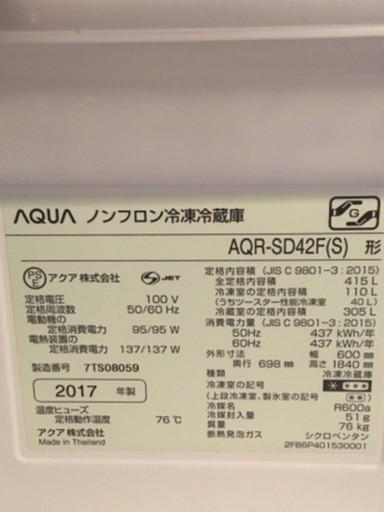 AQUA ノンフロン冷凍冷蔵庫
G
AQR-SD42F(S) 形
PS E アクア株式会社 S JET
定格電圧 100 V
定格周波数 50/60 Hz
電動機の
定格消費電力 95/95 W
電熱装置の
定格消費電力 137/137 W
製造番号 7TS08059
2017 年製
温度ヒューズ
定格動作温度 76℃
アクア株式会社
Made in Thailand
定格内容積 (JIS C 9801-3 : 2015)
全定格内容積 415 L
冷凍室の定格内容積 110 L
(うちツースター性能冷凍室 40 L)
冷蔵室の定格内容積 305 L
消費電力量 (JIS C 9801-3 : 2015)
50Hz 437 kWh/年
60Hz 437 kWh/年
外形寸法 幅 600 mm
奥行 698 mm 高さ 1840 mm
種類 冷凍冷蔵庫
冷凍室の記号
(上段冷凍室、製氷室の記号)
冷媒名 R600a
冷媒封入量 51 g
質量 76 kg
断熱発泡ガス シクロペンタン
2FB6P401530001